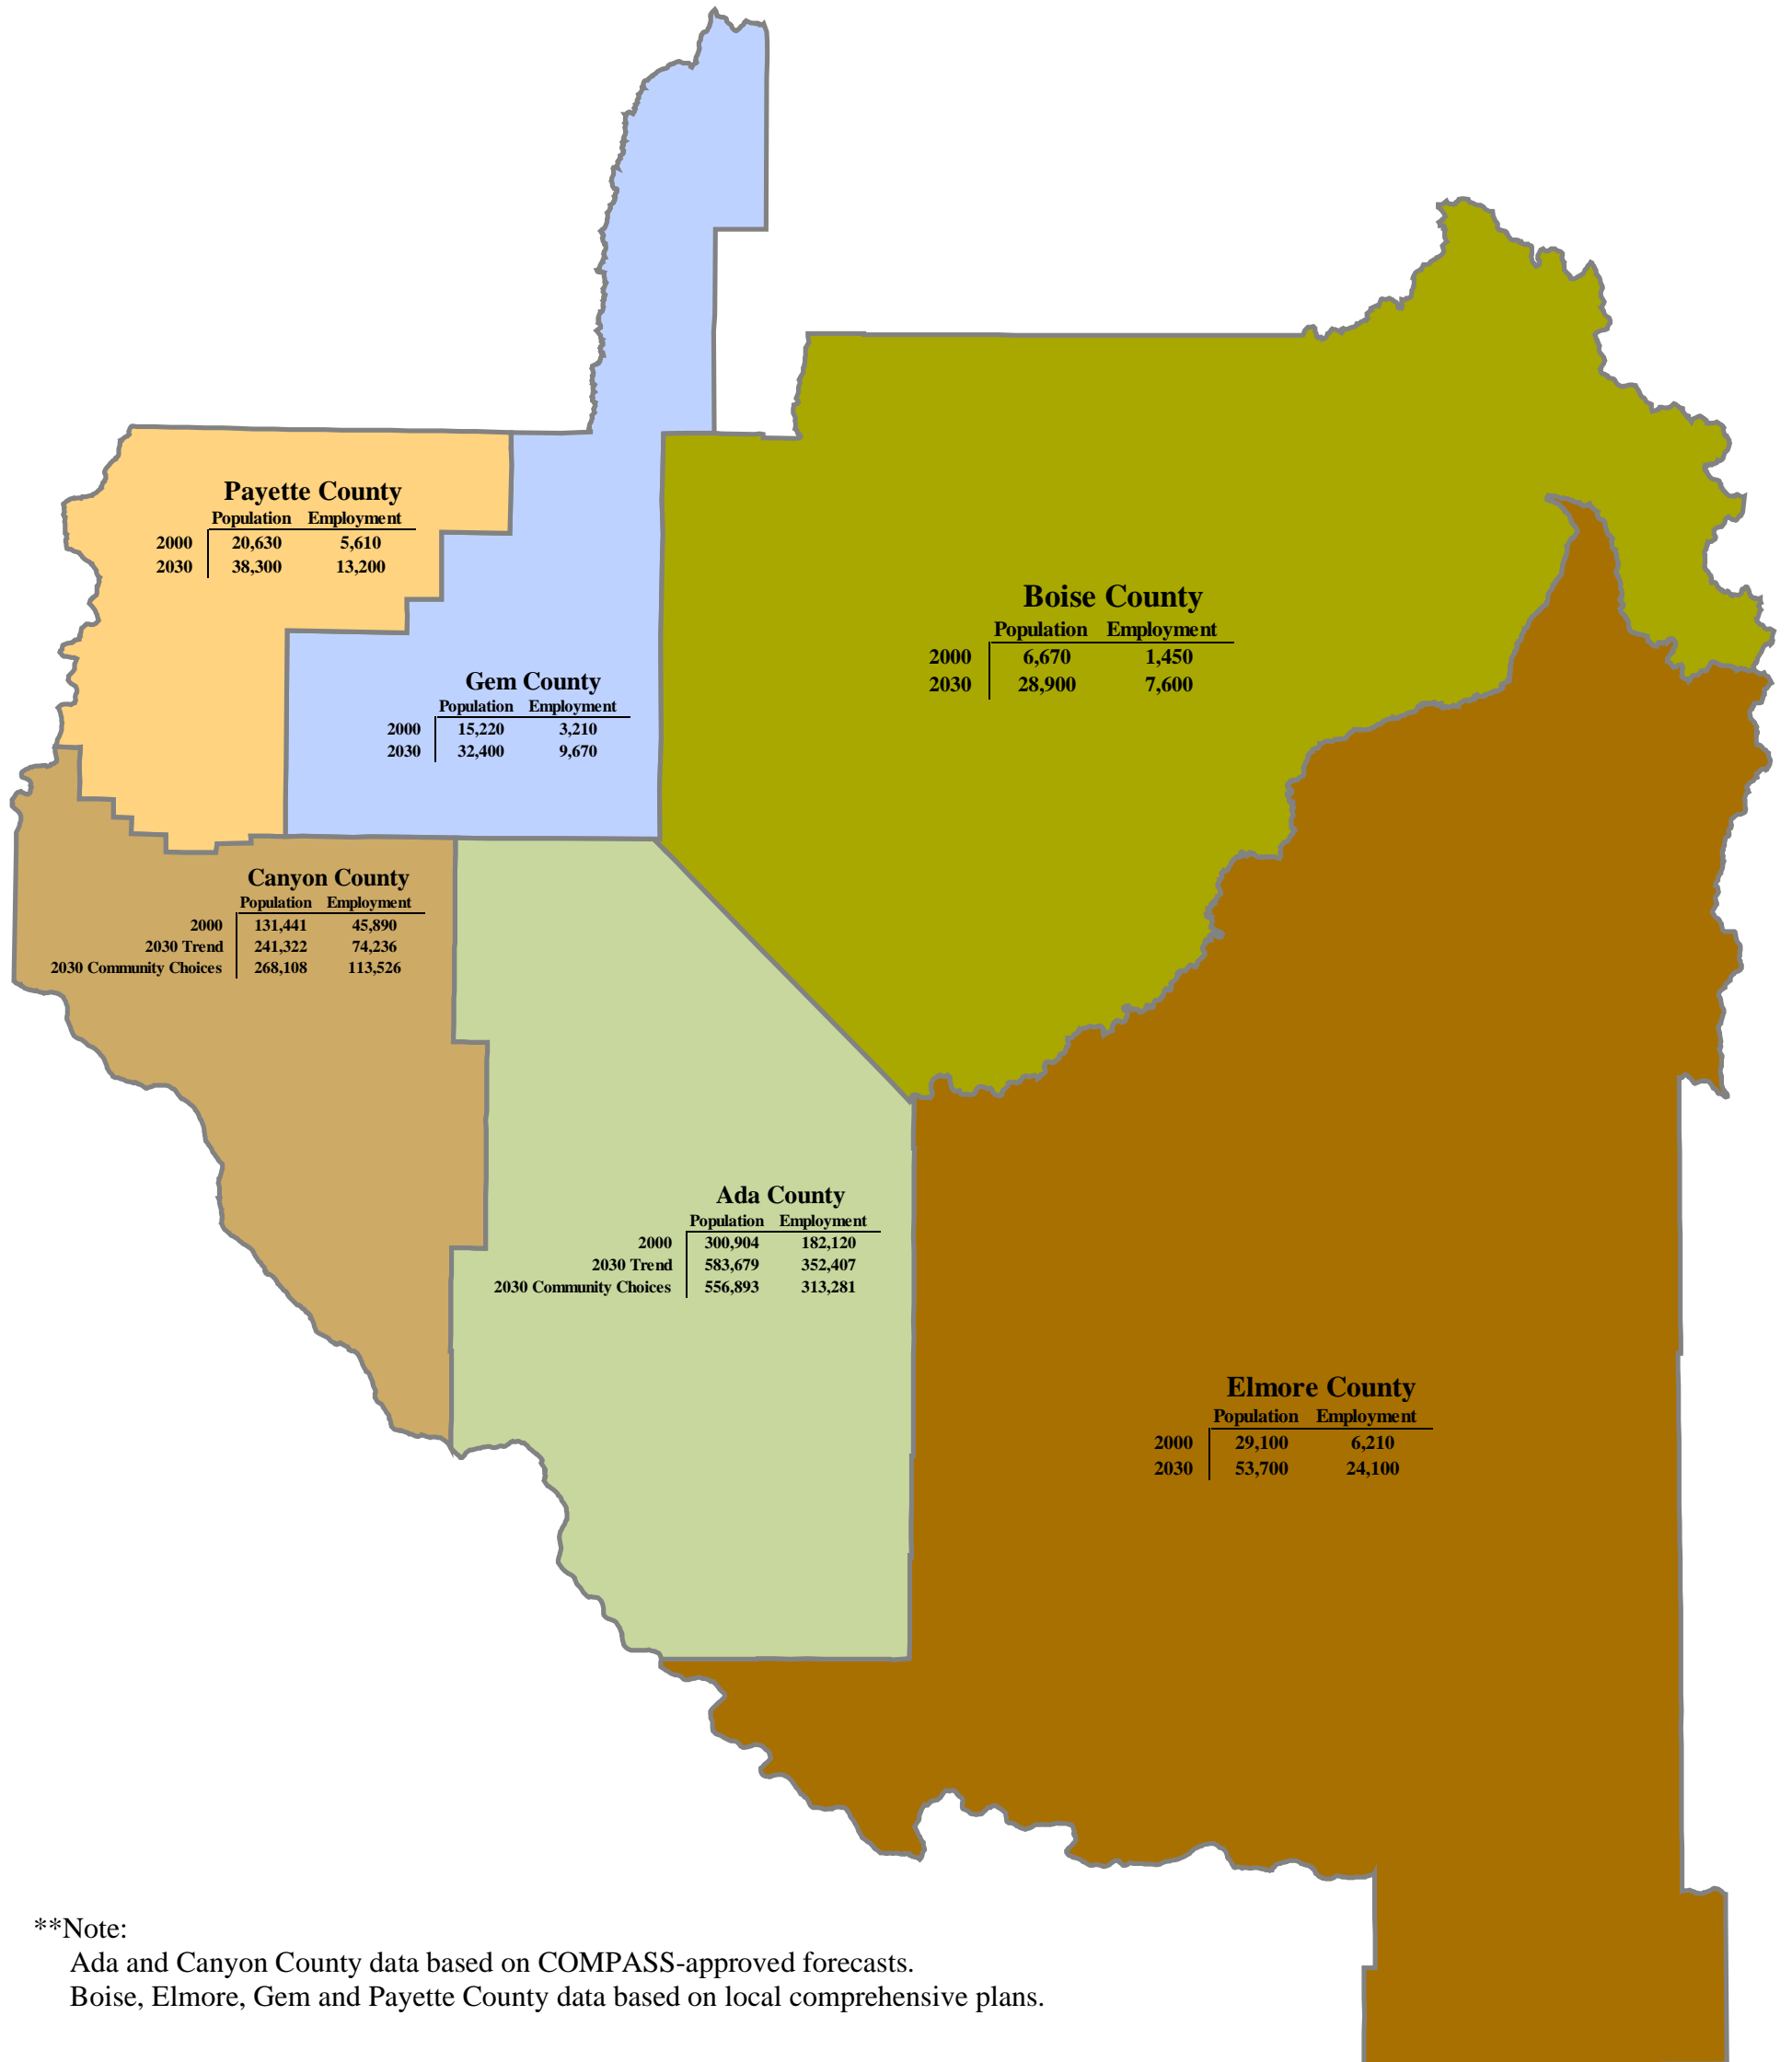 Payette County
Population Employment
2000 20,630 5,610
2030 38,300 13,200
Boise County
Population Employment
2000 6,670 1,450
2030 28,900 7,600
Gem County
Population Employment
2000 15,220 3,210
2030 32,400 9,670
Canyon County
Population Employment
2000 131,441 45,890
2030 Trend 241,322 74,236
2030 Community Choices 268,108 113,526
Ada County
Population Employment
2000 300,904 182,120
2030 Trend 583,679 352,407
2030 Community Choices 556,893 313,281
Elmore County
Population Employment
2000 29,100 6,210
2030 53,700 24,100
**Note:
Ada and Canyon County data based on COMPASS-approved forecasts.
Boise, Elmore, Gem and Payette County data based on local comprehensive plans.